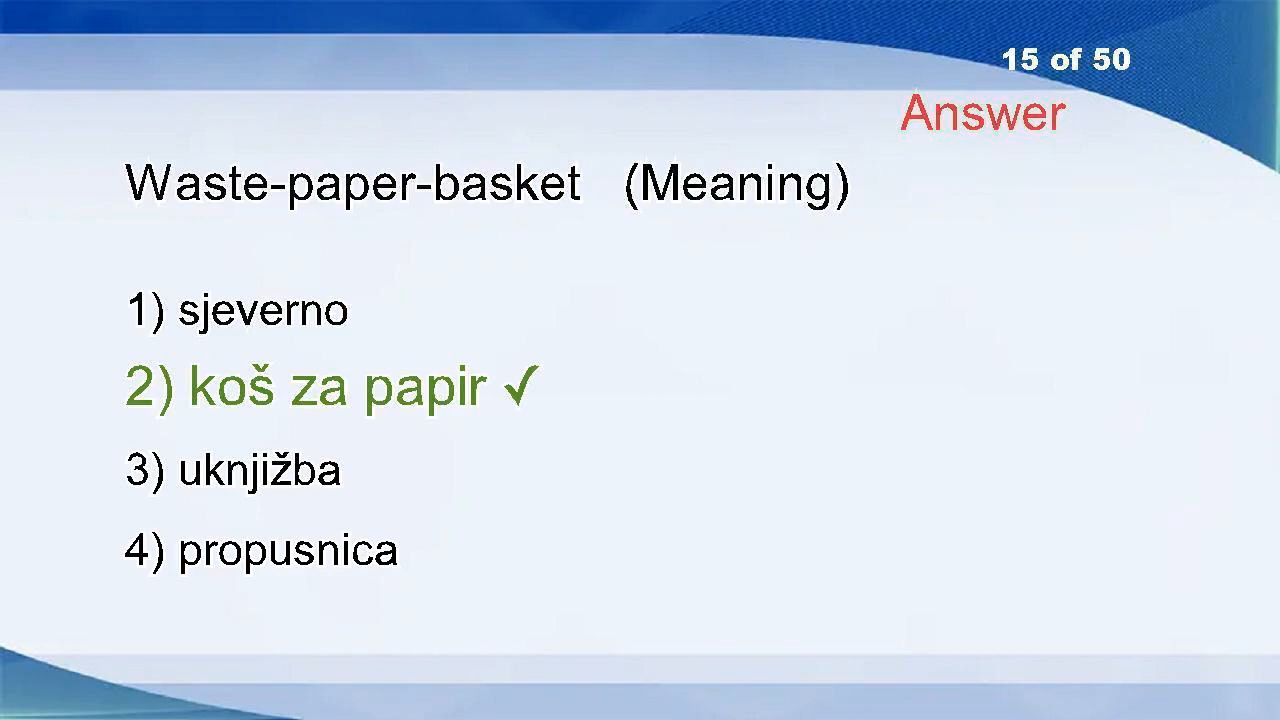 15 of 50
Answer
Waste-paper-basket (Meaning)
1) sjeverno
2) koš za papir ✓
3) uknjižba
4) propusnica